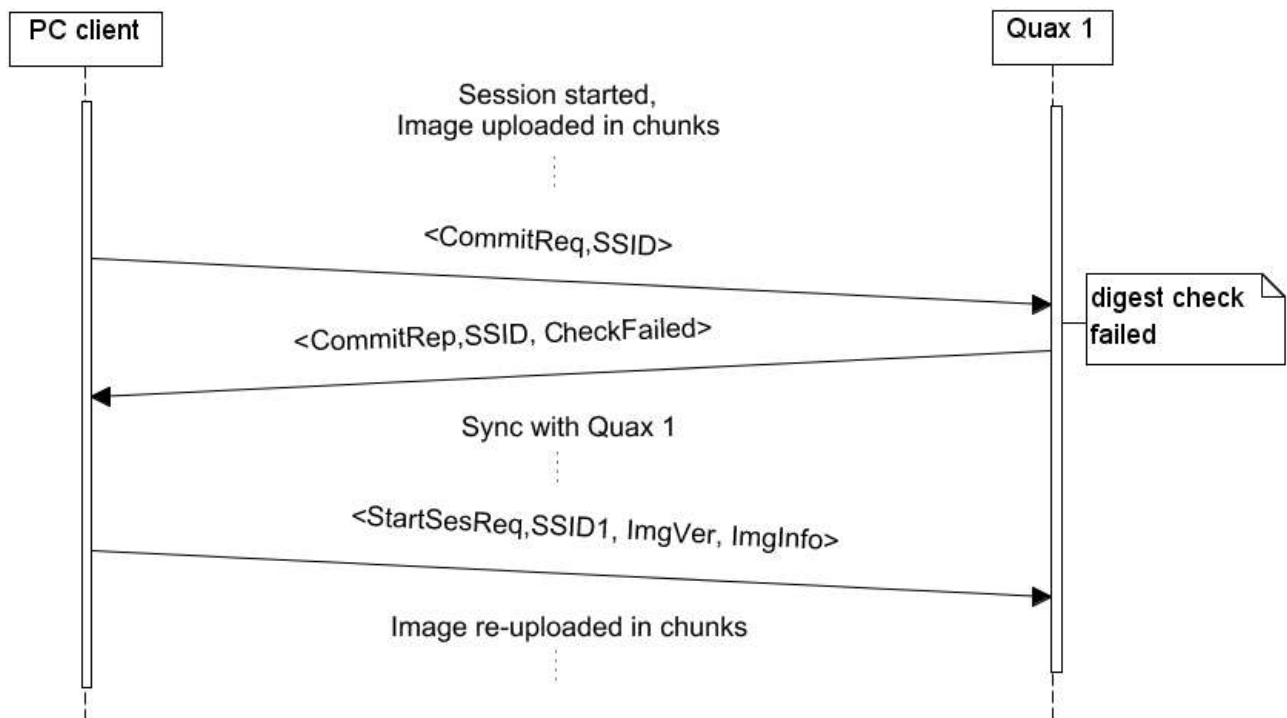 PC client
Quax 1
Session started,
Image uploaded in chunks
<CommitReq,SSID>
digest check
failed
<CommitRep,SSID, CheckFailed>
Sync with Quax 1
<StartSesReq,SSID1, ImgVer, ImgInfo>
Image re-uploaded in chunks